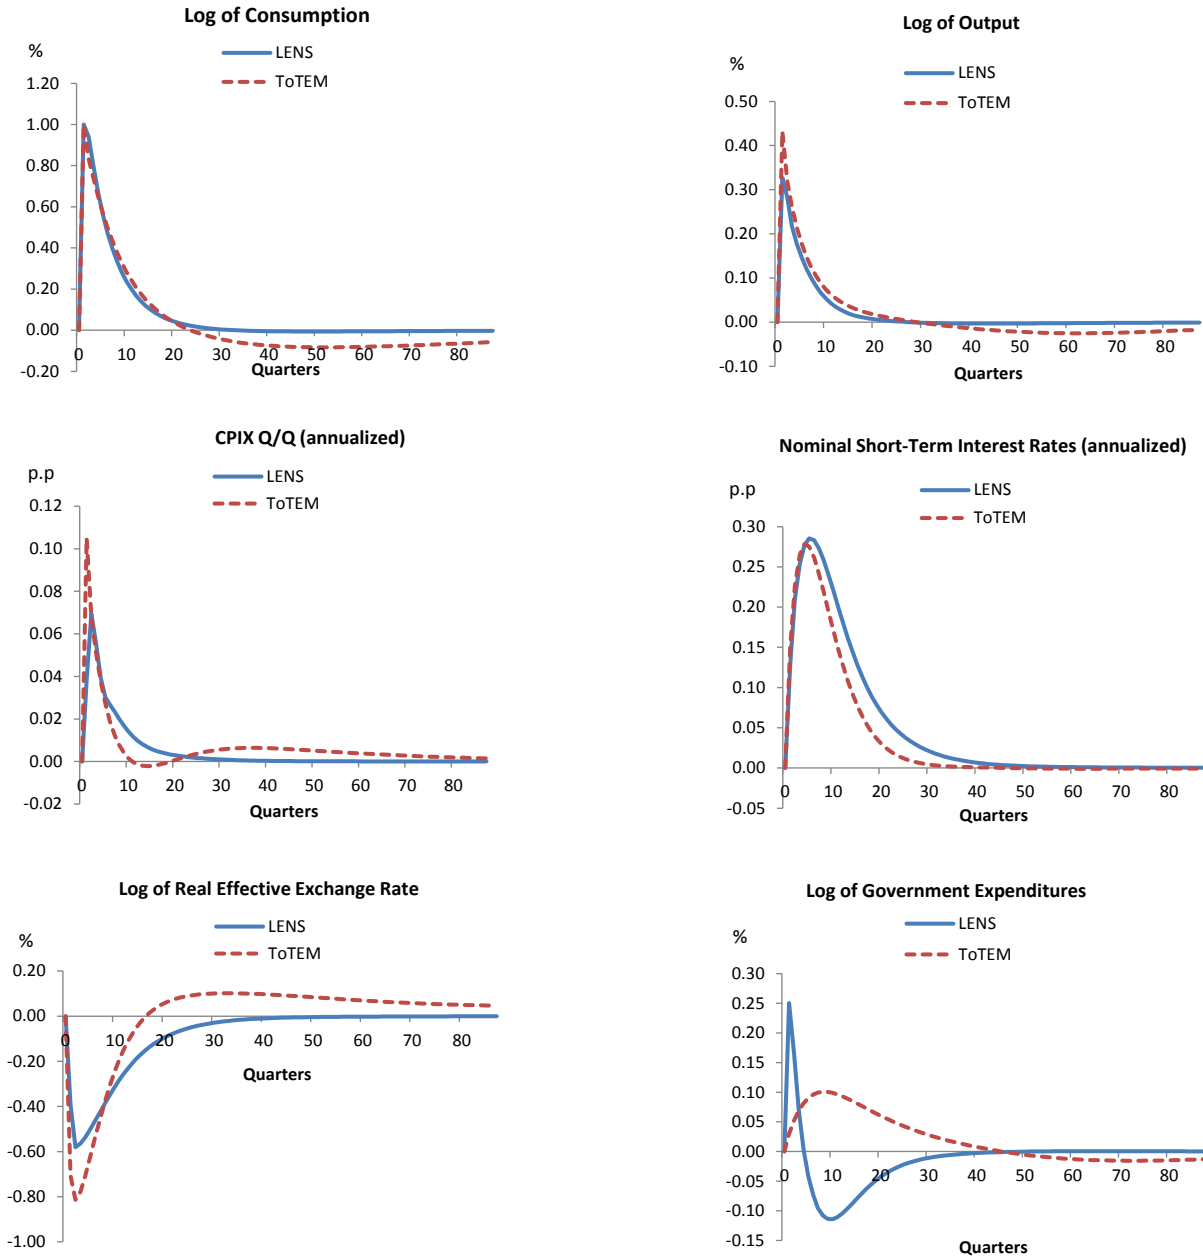 Log of Consumption
%
LENS
ToTEM
1.20
1.00
0.80
0.60
0.40
0.20
0.00
-0.20
0 10 20 30 40 50 60 70 80
Quarters
Log of Output
%
LENS
ToTEM
0.50
0.40
0.30
0.20
0.10
0.00
-0.10
0 10 20 30 40 50 60 70 80
Quarters
CPIX Q/Q (annualized)
p.p
LENS
ToTEM
0.12
0.10
0.08
0.06
0.04
0.02
0.00
-0.02
0 10 20 30 40 50 60 70 80
Quarters
Nominal Short-Term Interest Rates (annualized)
p.p
LENS
ToTEM
0.30
0.25
0.20
0.15
0.10
0.05
0.00
-0.05
0 10 20 30 40 50 60 70 80
Quarters
Log of Real Effective Exchange Rate
%
LENS
ToTEM
0.20
0.00
-0.20
-0.40
-0.60
-0.80
-1.00
0 10 20 30 40 50 60 70 80
Quarters
Log of Government Expenditures
%
LENS
ToTEM
0.30
0.25
0.20
0.15
0.10
0.05
0.00
-0.05
-0.10
-0.15
0 10 20 30 40 50 60 70 80
Quarters